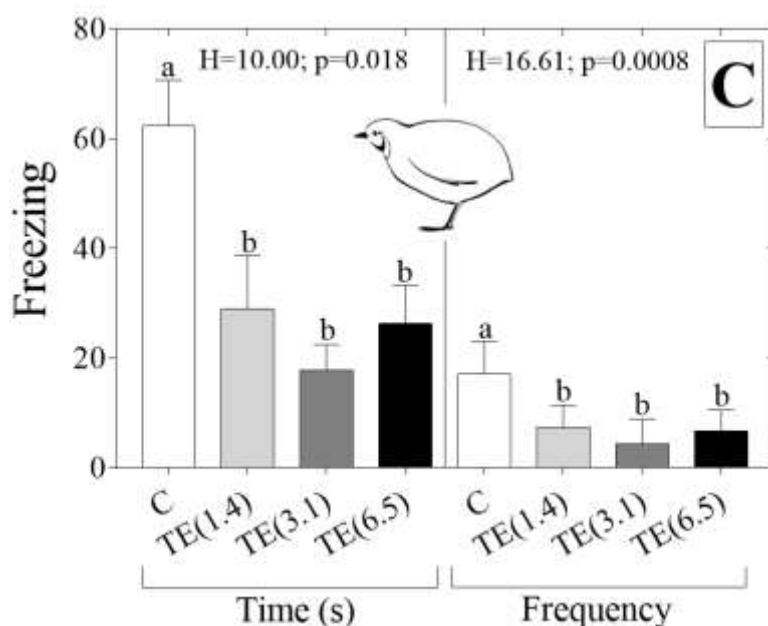 80
60
40
20
0
Freezing
H=10.00; p=0.018
H=16.61; p=0.0008
C
a
b
b
b
a
b
b
b
C
TE(1.4)
TE(3.1)
TE(6.5)
C
TE(1.4)
TE(3.1)
TE(6.5)
Time (s)
Frequency